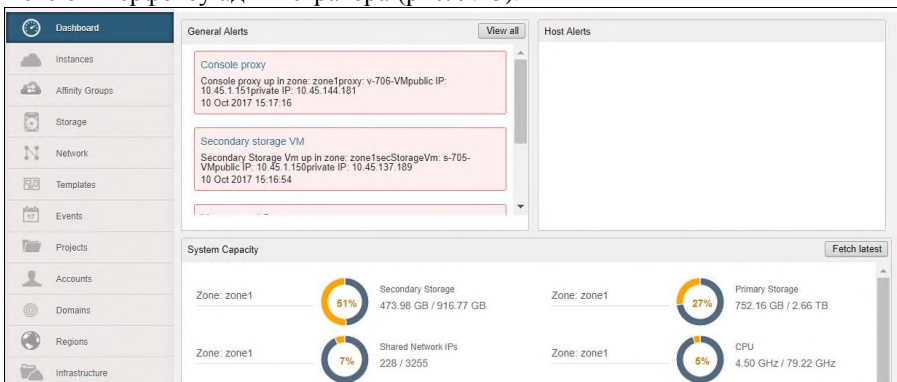 Dashboard
Instances
Affinity Groups
Storage
Network
Templates
17
Events
Projects
Accounts
Domains
Regions
Infrastructure
General Alerts
View all
Console proxy
Console proxy up in zone: zone1proxy: v-706-VMpublic IP:
10.45.1.151private IP: 10.45.144.181
10 Oct 2017 15:17:16
Secondary storage VM
Secondary Storage Vm up in zone: zone1secStorageVm: s-705-
VMpublic IP: 10.45.1.150private IP: 10.45.137.189
10 Oct 2017 15:16:54
Host Alerts
System Capacity
Fetch latest
Zone: zone1
51%
Secondary Storage
473.98 GB / 916.77 GB
Zone: zone1
27%
Primary Storage
752.16 GB / 2.66 TB
Zone: zone1
7%
Shared Network IPs
228 / 3255
Zone: zone1
5%
CPU
4.50 GHz / 79.22 GHz